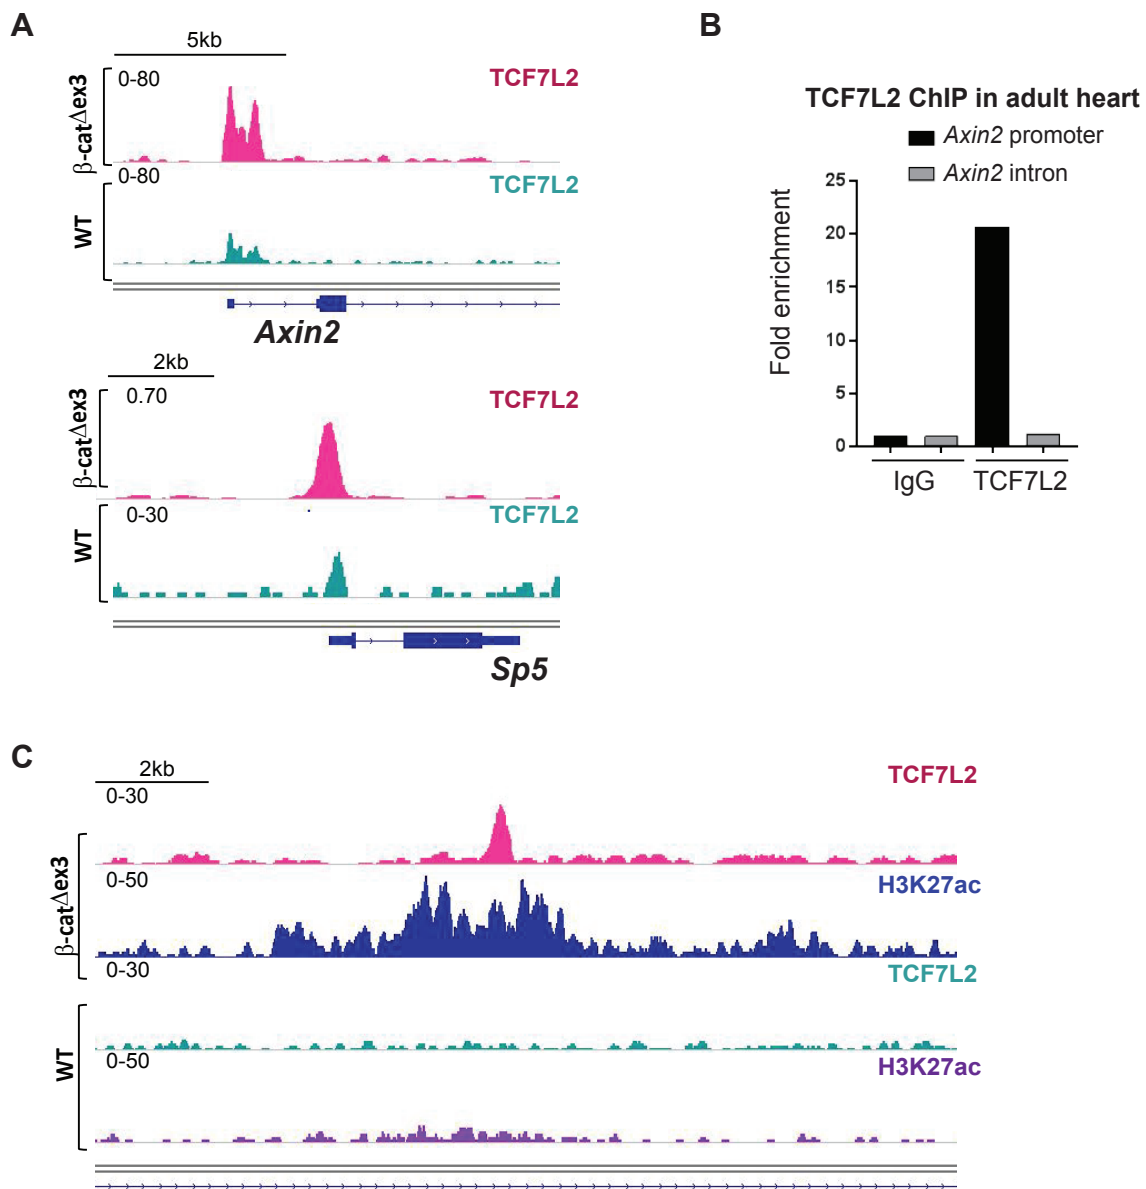 A
5kb
β-catΔex3
0-80
TCF7L2
WT
0-80
TCF7L2
Axin2
2kb
β-catΔex3
0.70
TCF7L2
WT
0-30
TCF7L2
Sp5
B
TCF7L2 ChIP in adult heart
Axin2 promoter
Axin2 intron
Fold enrichment
25
20
15
10
5
0
IgG TCF7L2
C
2kb
β-catΔex3
0-30
TCF7L2
0-50
H3K27ac
WT
0-30
TCF7L2
0-50
H3K27ac